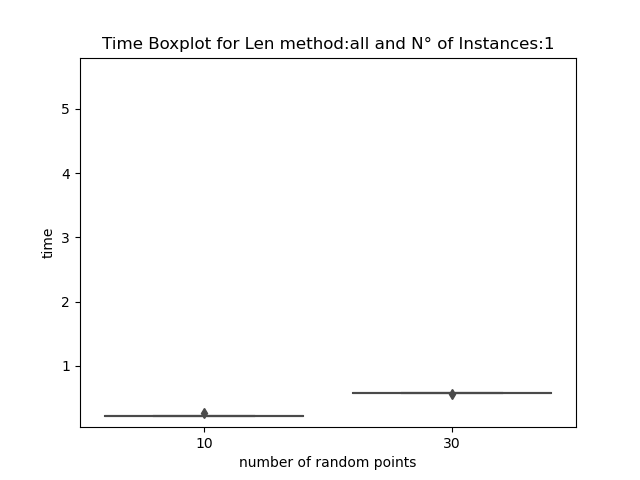 Time Boxplot for Len method:all and N° of Instances:1
5
4
3
2
1
time
10
30
number of random points